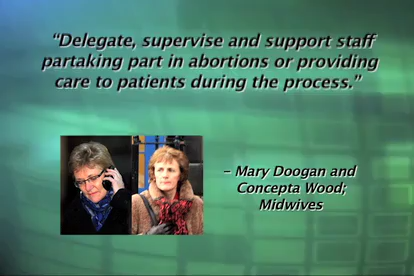 "Delegate, supervise and support staff
partaking part in abortions or providing
care to patients during the process."
– Mary Doogan and
Concepta Wood;
Midwives